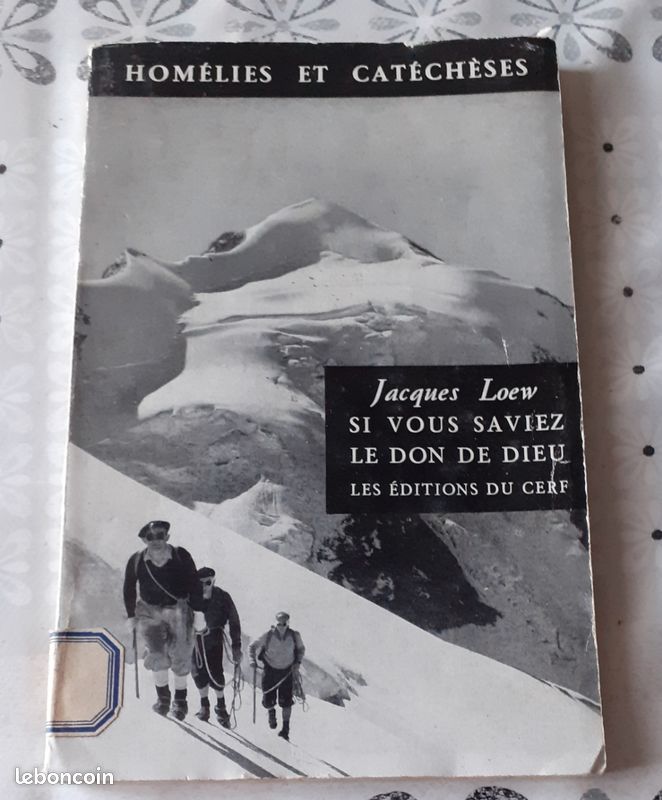 HOMÉLIES ET CATÉCHÈSES
Jacques Loew
SI VOUS SAVIEZ
LE DON DE DIEU
LES ÉDITIONS DU CERF
leboncoin